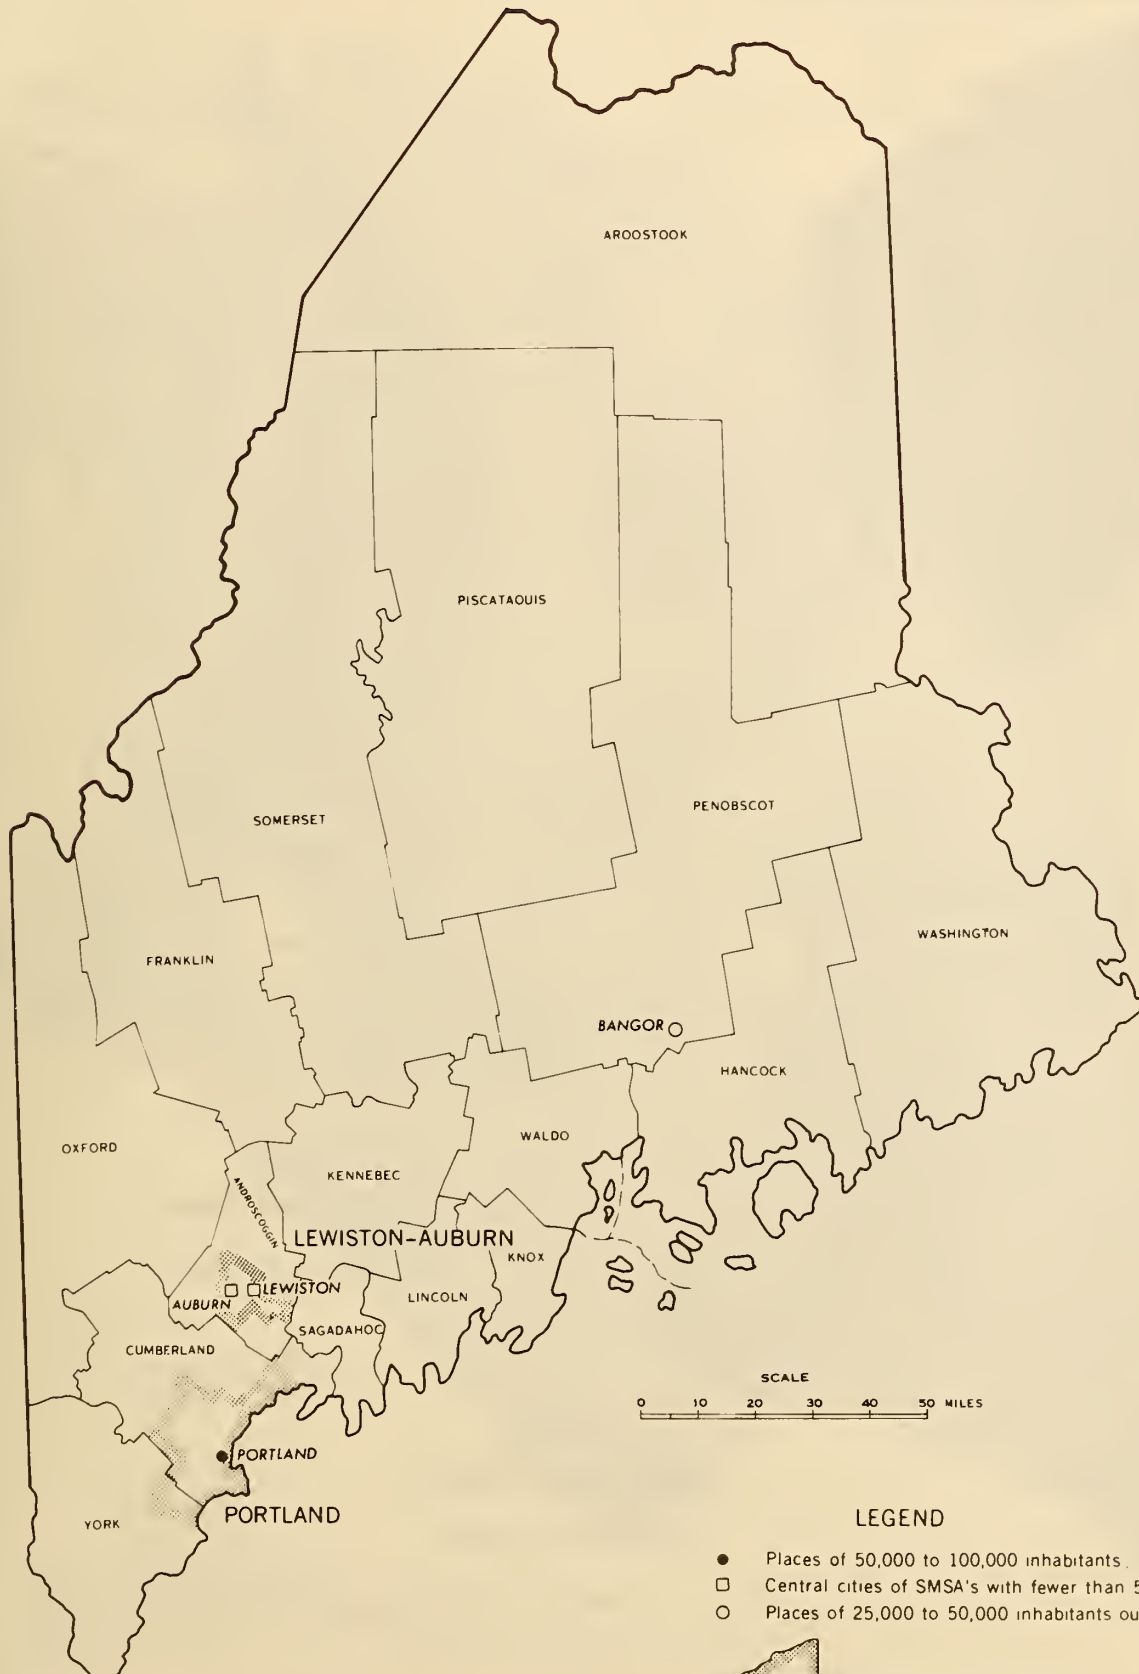 AROOSTOOK
PISCATAQUIS
SOMERSET
PENOBSCOT
FRANKLIN
WASHINGTON
BANGOR
HANCOCK
OXFORD
WALDO
KENNEBEC
ANDROSCOGGIN
LEWISTON-AUBURN
KNOX
LEWISTON
AUBURN
LINCOLN
SAGADAHOC
CUMBERLAND
SCALE
0 10 20 30 40 50 MILES
PORTLAND
PORTLAND
YORK
LEGEND
Places of 50,000 to 100,000 inhabitants
Central cities of SMSA's with fewer than 5
Places of 25,000 to 50,000 inhabitants ou